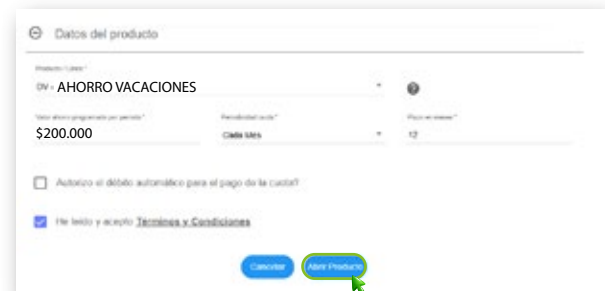 Datos del producto
Producto / Línea *
DV - AHORRO VACACIONES
Valor ahorro programado por periodo * Periodicidad cuota * Plazo en meses *
$200.000 Cada Mes 12
Autorizo el débito automático para el pago de la cuota?
He leído y acepto Términos y Condiciones
Cancelar Abrir Producto